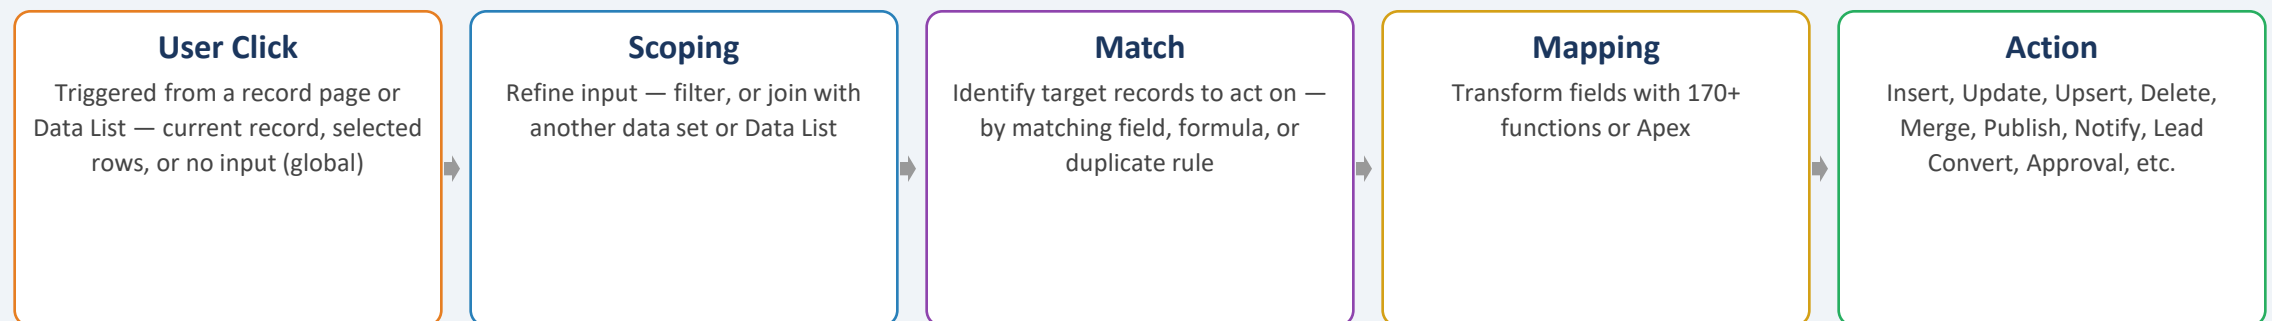 User Click
Triggered from a record page or
Data List — current record, selected
rows, or no input (global)
Scoping
Refine input — filter, or join with
another data set or Data List
Match
Identify target records to act on —
by matching field, formula, or
duplicate rule
Mapping
Transform fields with 170+
functions or Apex
Action
Insert, Update, Upsert, Delete,
Merge, Publish, Notify, Lead
Convert, Approval, etc.